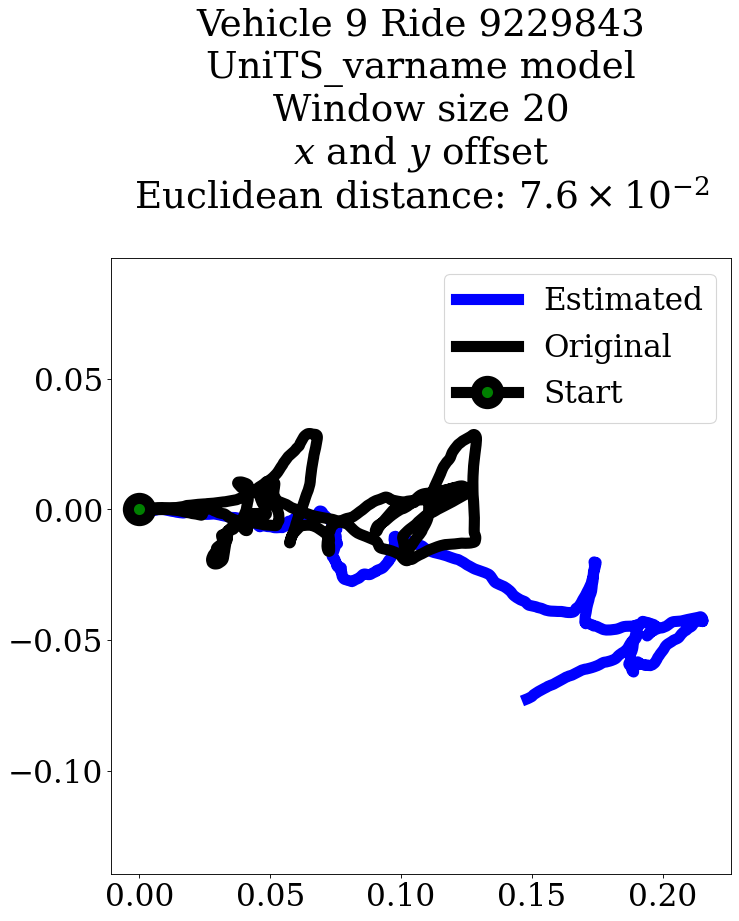 Vehicle 9 Ride 9229843
UniTS_varname model
Window size 20
x and y offset
Euclidean distance: 7.6 × 10⁻²
Estimated
Original
Start
0.05
0.00
−0.05
−0.10
0.00 0.05 0.10 0.15 0.20